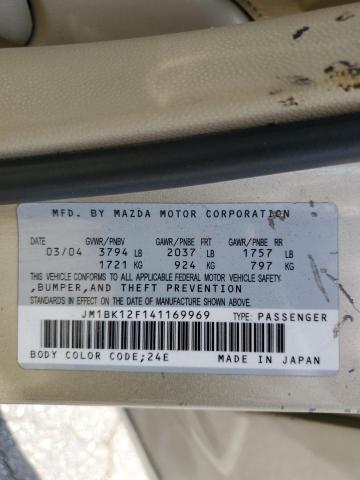 MFD. BY MAZDA MOTOR CORPORATION
DATE GVWR/PNBV GAWR/PNBE FRT GAWR/PNBE RR
03/04 3794 LB 2037 LB 1757 LB
1721 KG 924 KG 797 KG
THIS VEHICLE CONFORMS TO ALL APPLICABLE FEDERAL MOTOR VEHICLE SAFETY,
,BUMPER,AND THEFT PREVENTION
STANDARDS IN EFFECT ON THE DATE OF MANUFACTURE SHOWN ABOVE.
JM1BK12F141169969 TYPE: PASSENGER
BODY COLOR CODE;24E MADE IN JAPAN